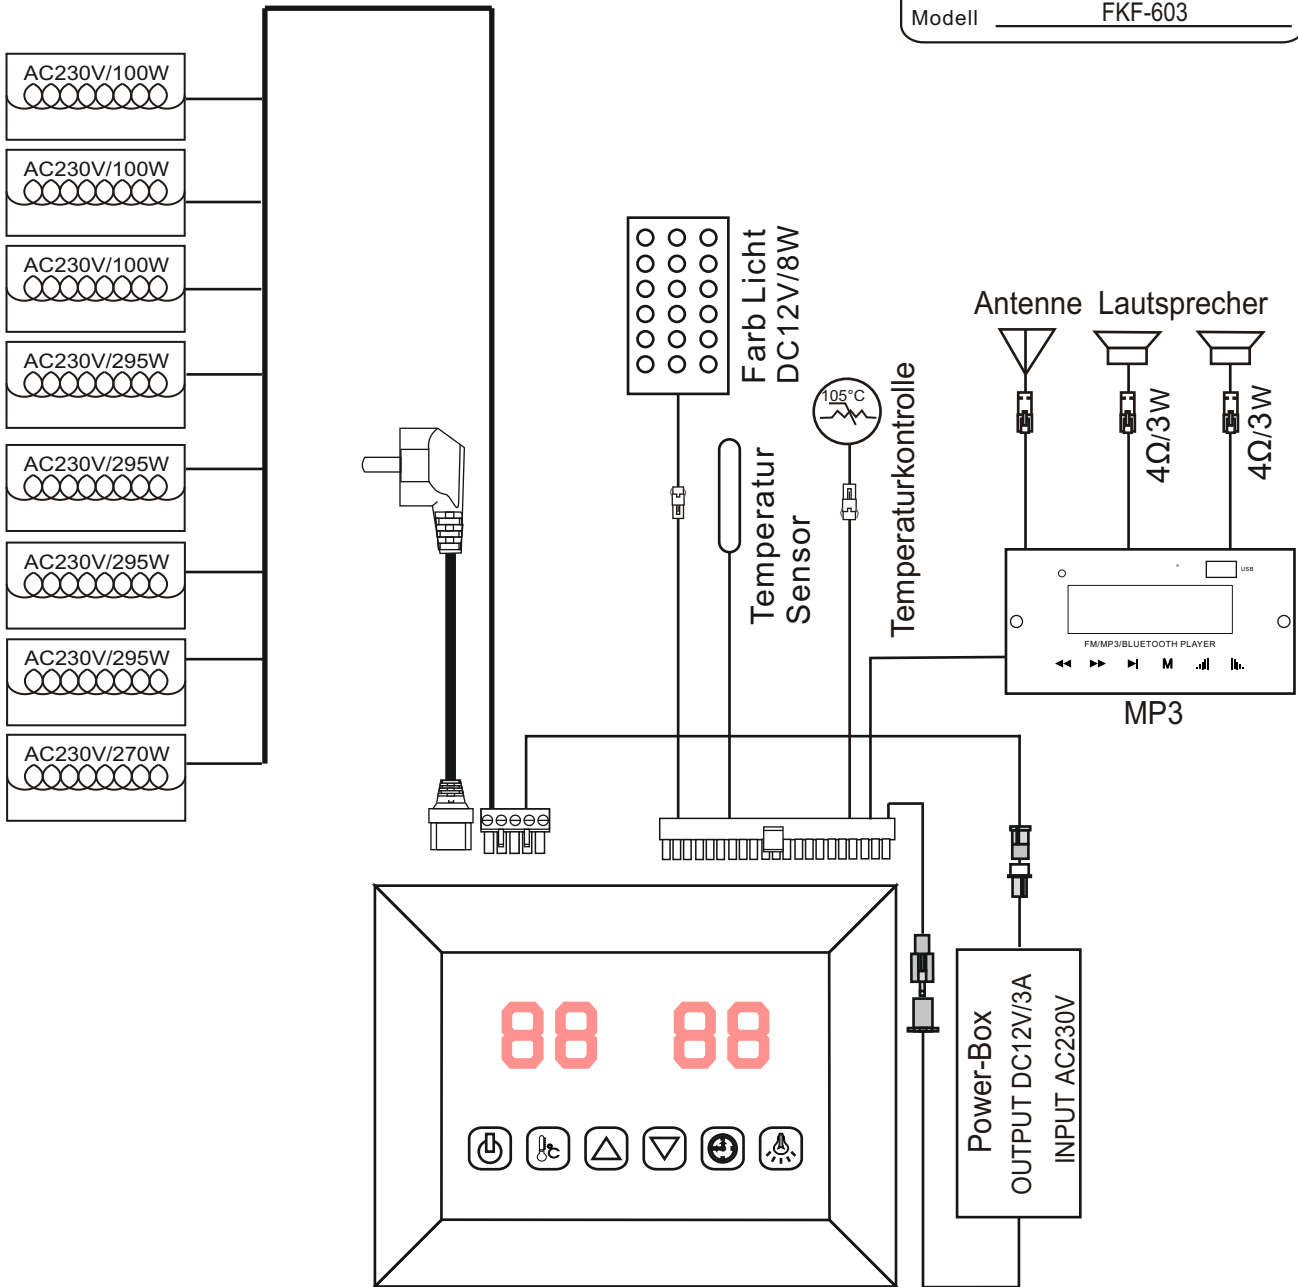 Modell FKF-603
AC230V/100W
AC230V/100W
AC230V/100W
AC230V/295W
AC230V/295W
AC230V/295W
AC230V/295W
AC230V/270W
Farb Licht
DC12V/8W
Temperatur
Sensor
105°C
Temperaturkontrolle
Antenne Lautsprecher
4Ω/3W
4Ω/3W
USB
FM/MP3/BLUETOOTH PLAYER
M
MP3
88 88
°C
Power-Box
OUTPUT DC12V/3A
INPUT AC230V